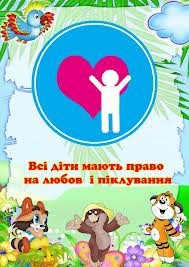 Всі діти мають право
на любов і піклування